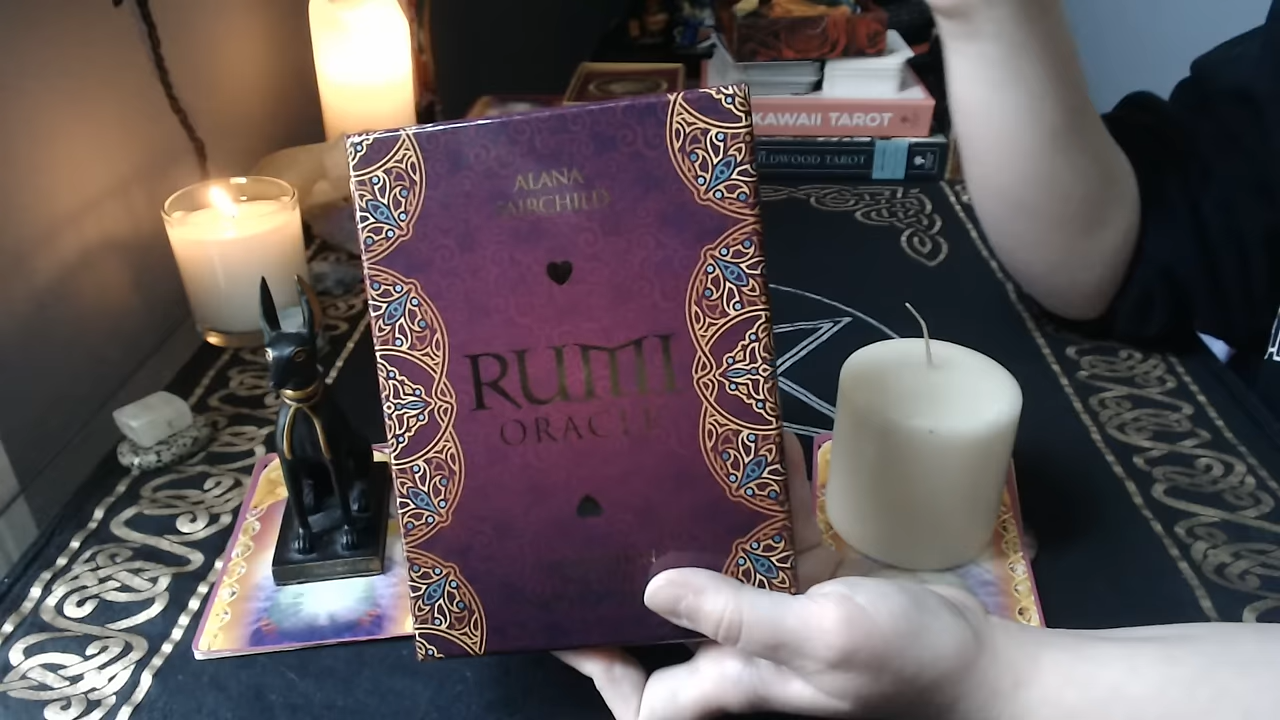 ALANA
FAIRCHILD
RUMI
ORACLE
KAWAII TAROT
ILDWOOD TAROT